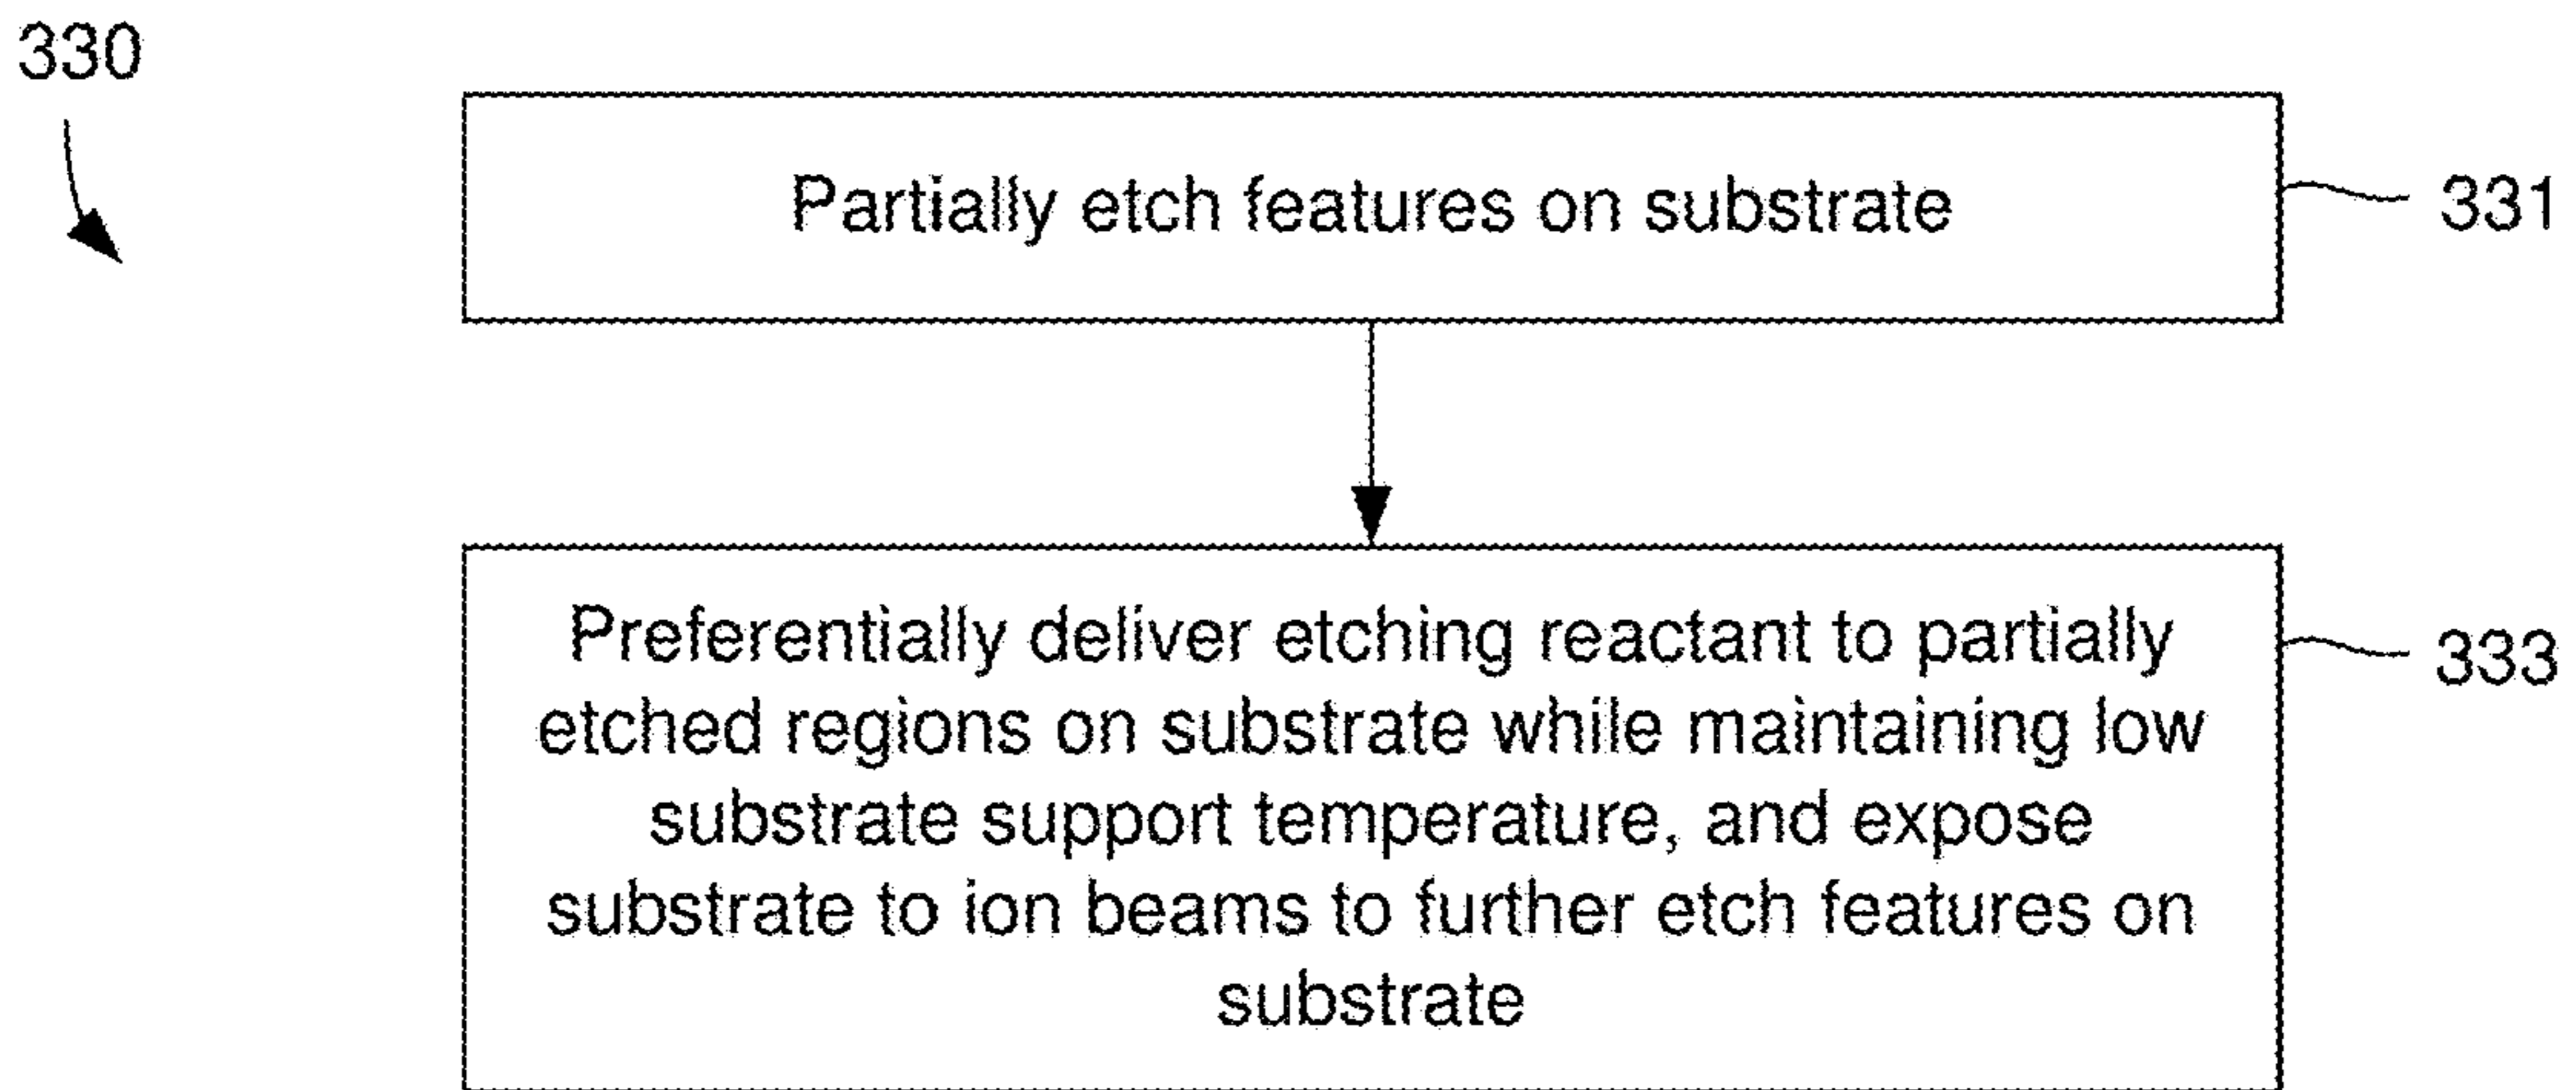 330
Partially etch features on substrate
331
Preferentially deliver etching reactant to partially
etched regions on substrate while maintaining low
substrate support temperature, and expose
substrate to ion beams to further etch features on
substrate
333